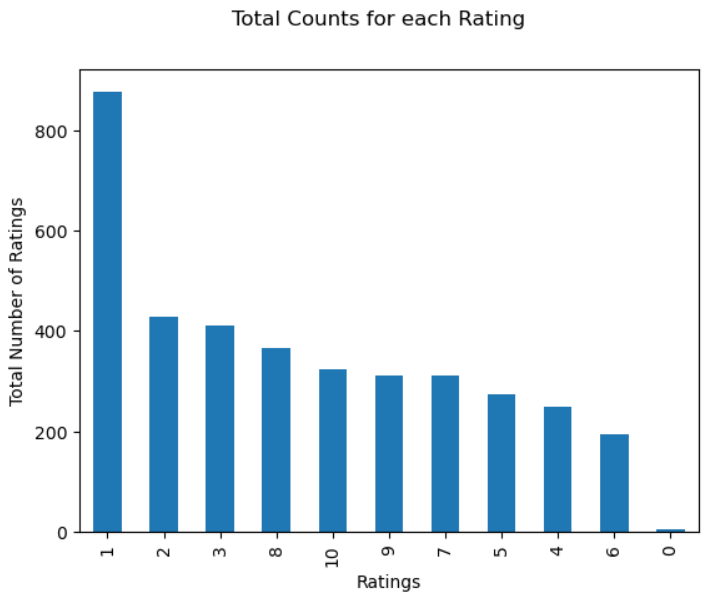 Total Counts for each Rating
Total Number of Ratings
800
600
400
200
0
1 2 3 8 10 9 7 5 4 6 0
Ratings